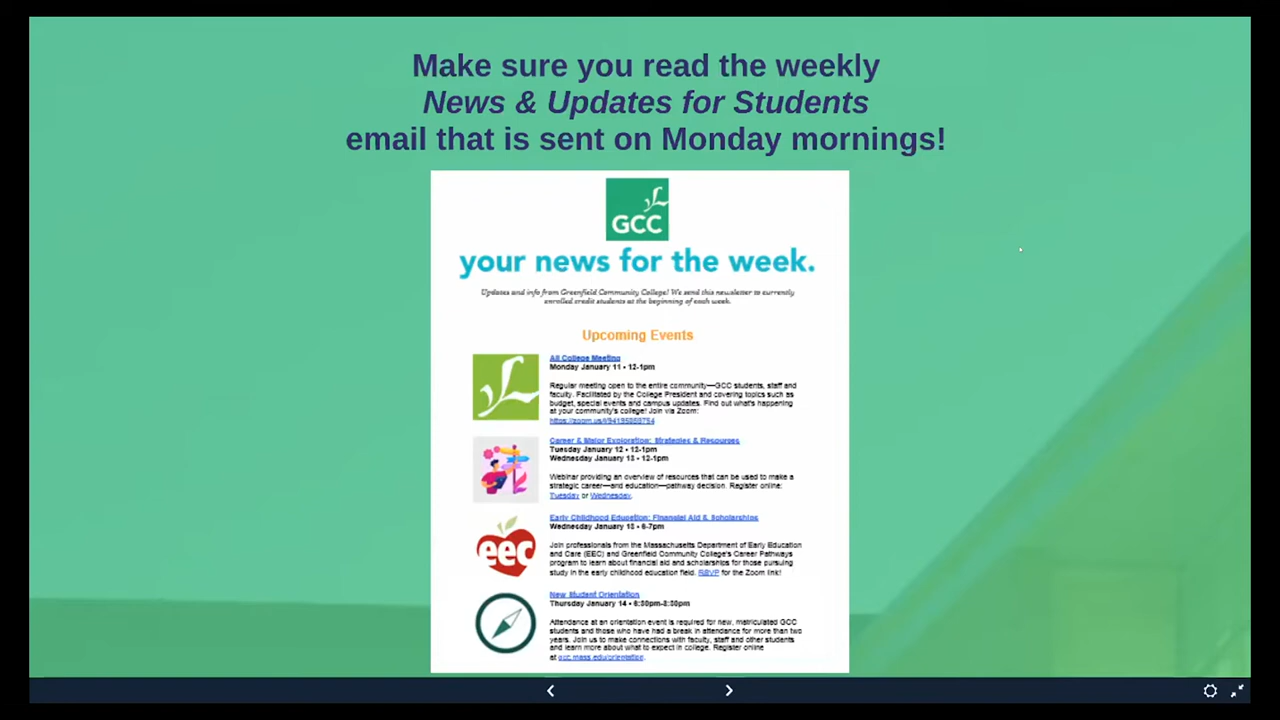 Make sure you read the weekly
News & Updates for Students
email that is sent on Monday mornings!
GCC
your news for the week.
Updates and info from Greenfield Community College! We send this newsletter to currently
enrolled credit students at the beginning of each week.
Upcoming Events
All College Meeting
Monday January 11 • 12-1pm
Regular meeting open to the entire community—GCC students, staff and
faculty. Facilitated by the College President and covering topics such as
budget, special events and campus updates. Find out what's happening
at your community's college! Join via Zoom:
Career & Major Exploration: Strategies & Resources
Tuesday January 12 • 12-1pm
Wednesday January 13 • 12-1pm
Webinar providing an overview of resources that can be used to make a
strategic career—and education—pathway decision. Register online:
Tuesday or Wednesday.
eec
Early Childhood Education: Financial Aid & Scholarships
Wednesday January 13 • 6-7pm
Join professionals from the Massachusetts Department of Early Education
and Care (EEC) and Greenfield Community College's Career Pathways
program to learn about financial aid and scholarships for those pursuing
study in the early childhood education field. RSVP for the Zoom link!
New Student Orientation
Thursday January 14 • 6:30pm-8:30pm
Attendance at an orientation event is required for new, matriculated GCC
students and those who have had a break in attendance for more than two
years. Join us to make connections with faculty, staff and other students
and learn more about what to expect in college. Register online
at gcc.mass.edu/orientation.